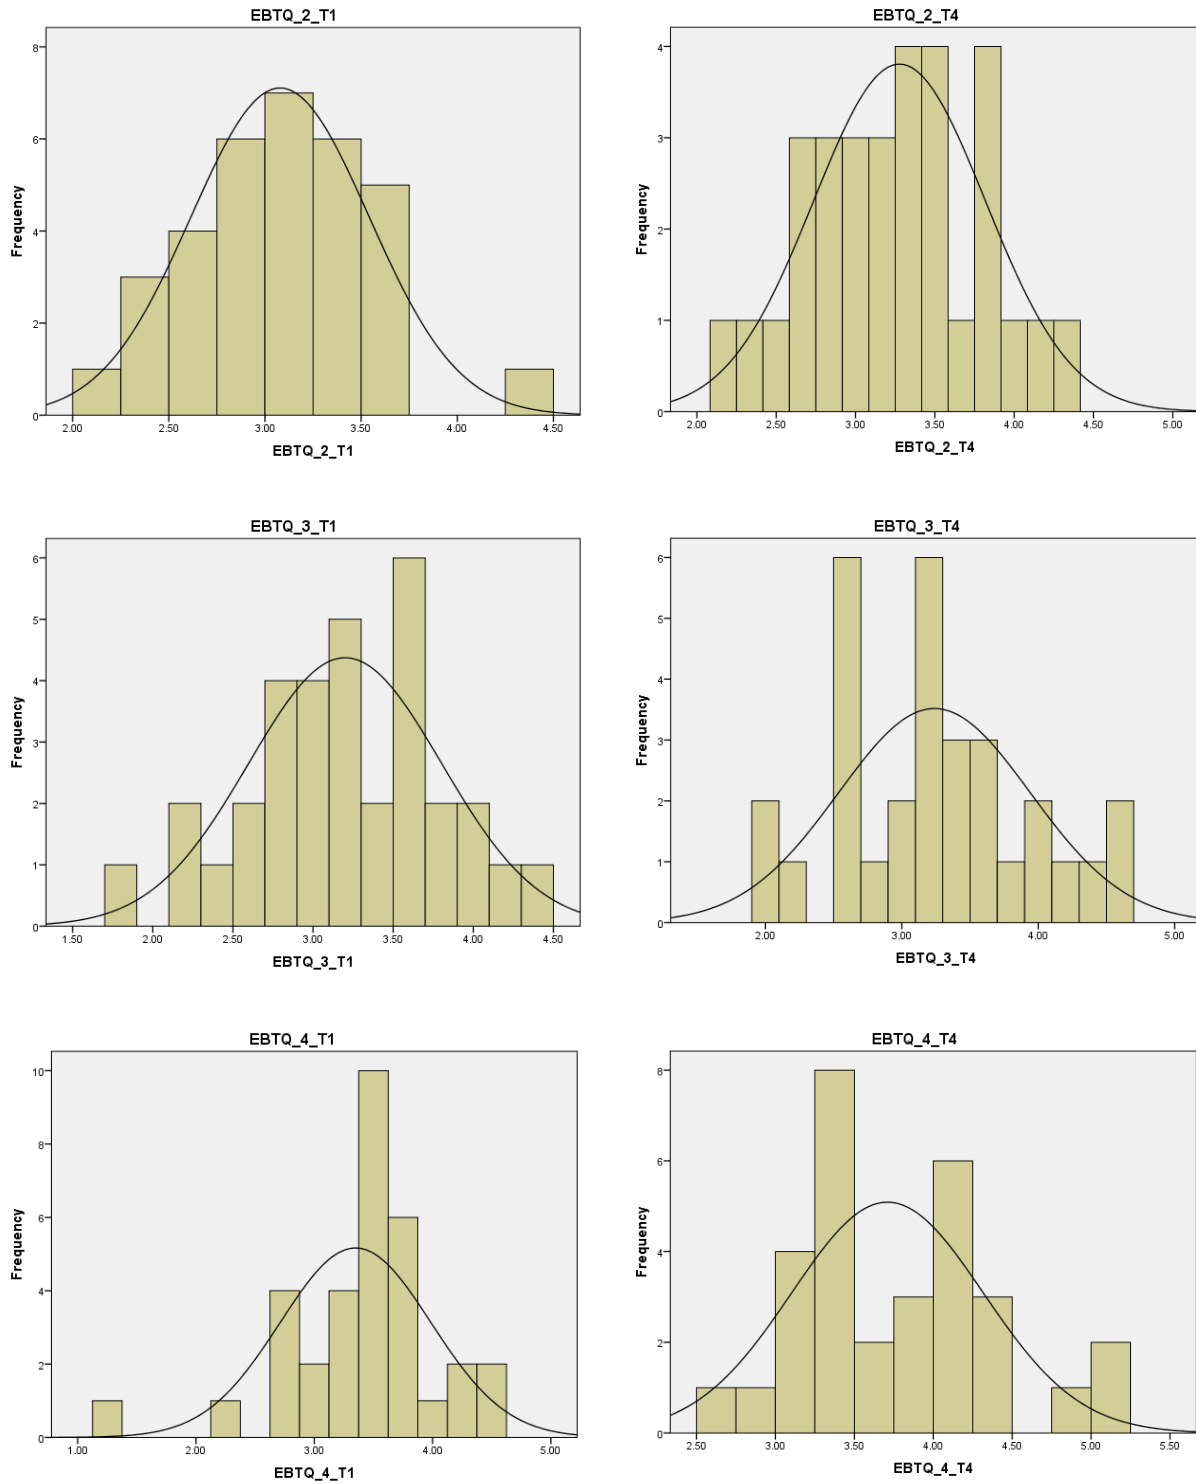 EBTQ_2_T1
8
6
4
2
0
Frequency
2.00 2.50 3.00 3.50 4.00 4.50
EBTQ_2_T1
EBTQ_2_T4
4
3
2
1
0
Frequency
2.00 2.50 3.00 3.50 4.00 4.50 5.00
EBTQ_2_T4
EBTQ_3_T1
6
5
4
3
2
1
0
Frequency
1.50 2.00 2.50 3.00 3.50 4.00 4.50
EBTQ_3_T1
EBTQ_3_T4
6
5
4
3
2
1
0
Frequency
2.00 3.00 4.00 5.00
EBTQ_3_T4
EBTQ_4_T1
10
8
6
4
2
0
Frequency
1.00 2.00 3.00 4.00 5.00
EBTQ_4_T1
EBTQ_4_T4
8
6
4
2
0
Frequency
2.50 3.00 3.50 4.00 4.50 5.00 5.50
EBTQ_4_T4